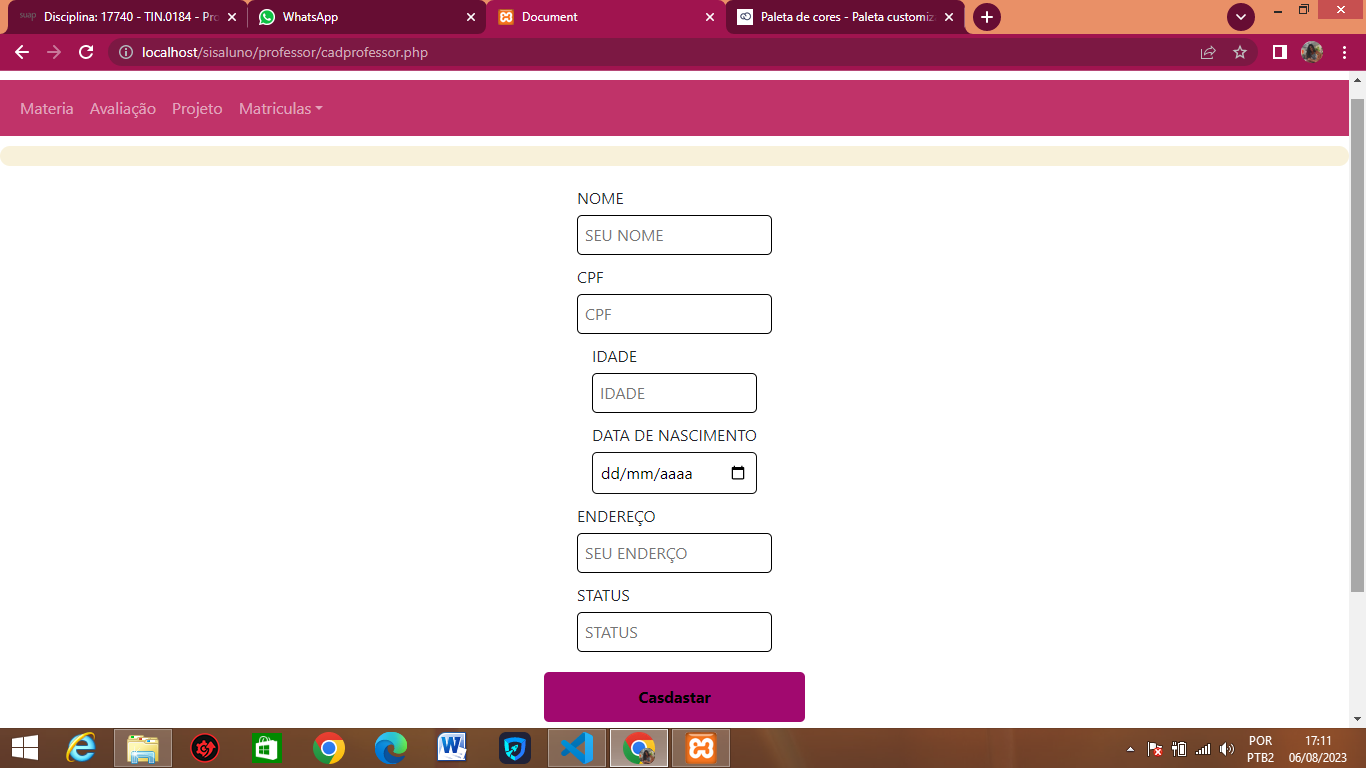 suap Disciplina: 17740 - TIN.0184 - Pro
WhatsApp
Document
Paleta de cores - Paleta customiz
localhost/sisaluno/professor/cadprofessor.php
Materia Avaliação Projeto Matriculas
NOME
SEU NOME
CPF
CPF
IDADE
IDADE
DATA DE NASCIMENTO
dd/mm/aaaa
ENDEREÇO
SEU ENDERÇO
STATUS
STATUS
Casdastar
POR
PTB2
17:11
06/08/2023